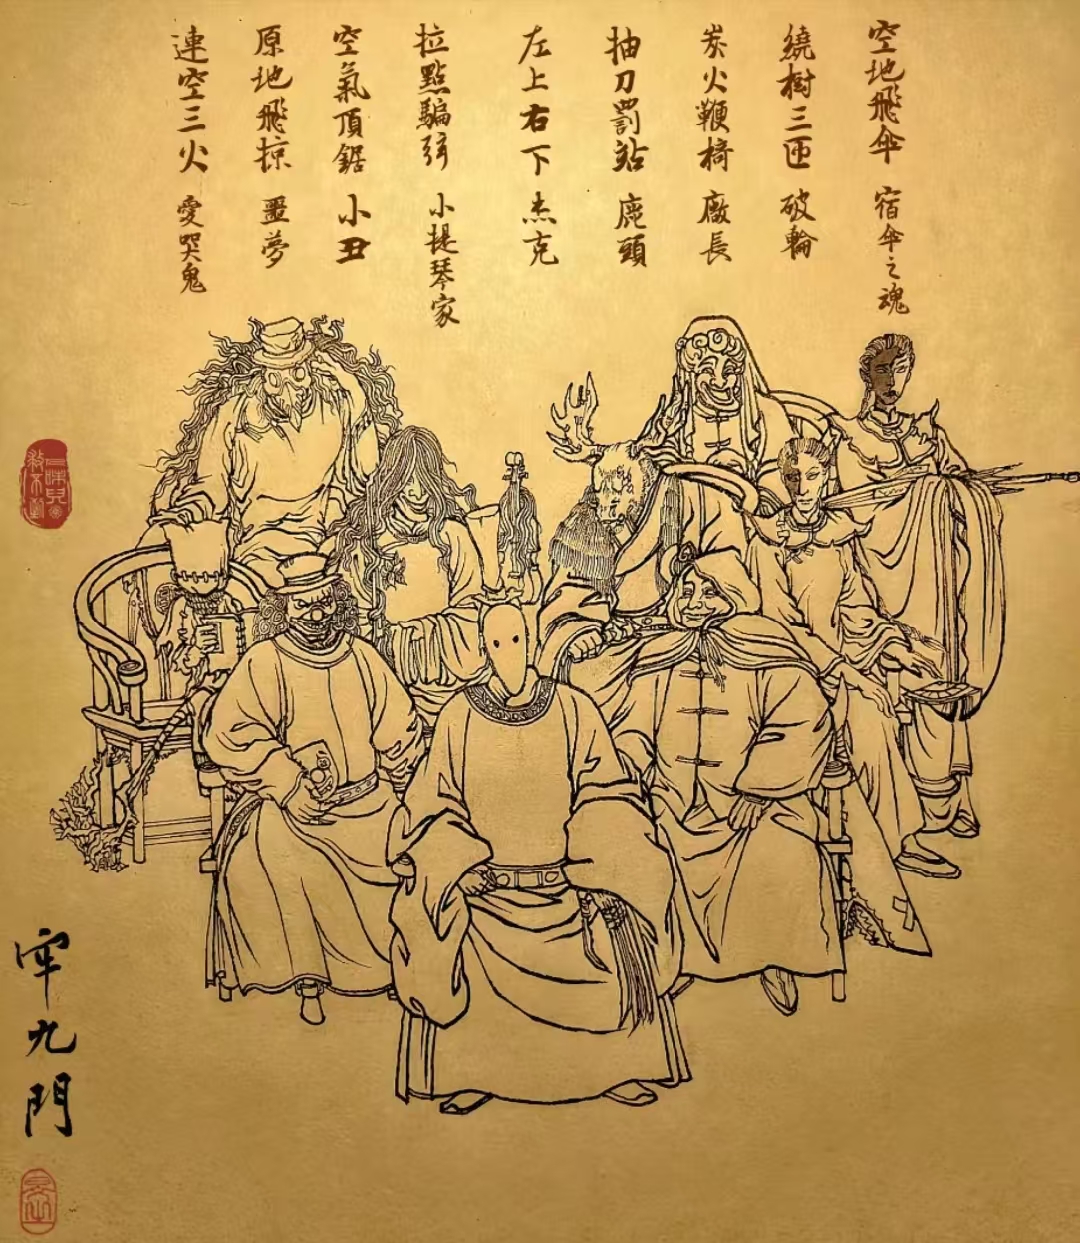 空地飛傘 宿傘之魂
繞樹三匝 破輪
炭火鞭椅 廠長
抽刀罰站 鹿頭
左上右下 杰克
拉點騙弦 小提琴家
空氣頂鋸 小丑
原地飛掠 噩夢
連空三火 愛哭鬼
牢九門